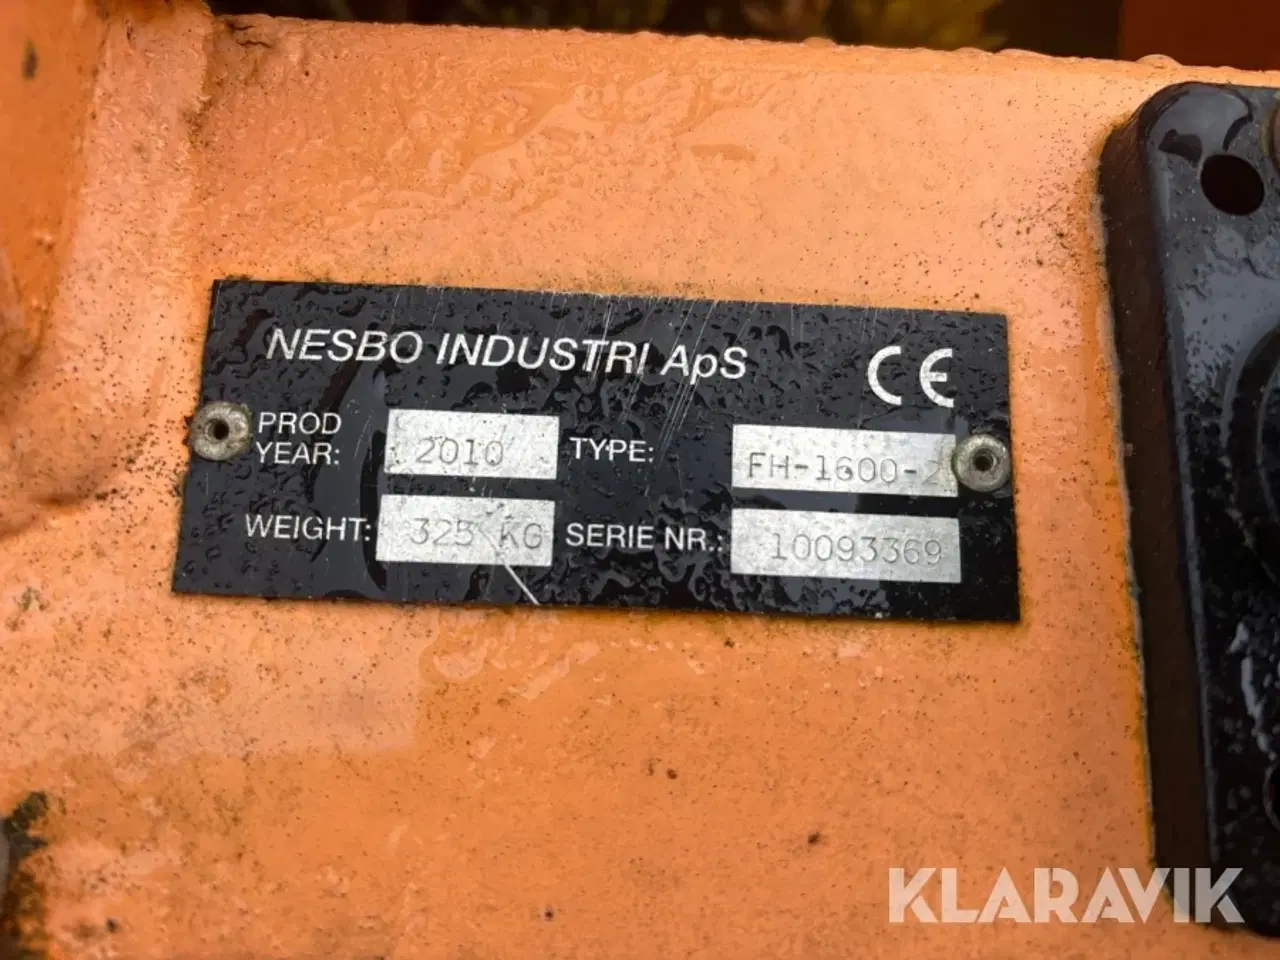 NESBO INDUSTRI ApS CE
PROD YEAR: 2010 TYPE: FH-1600-2
WEIGHT: 325 KG SERIE NR.: 10093369
KLARAVIK